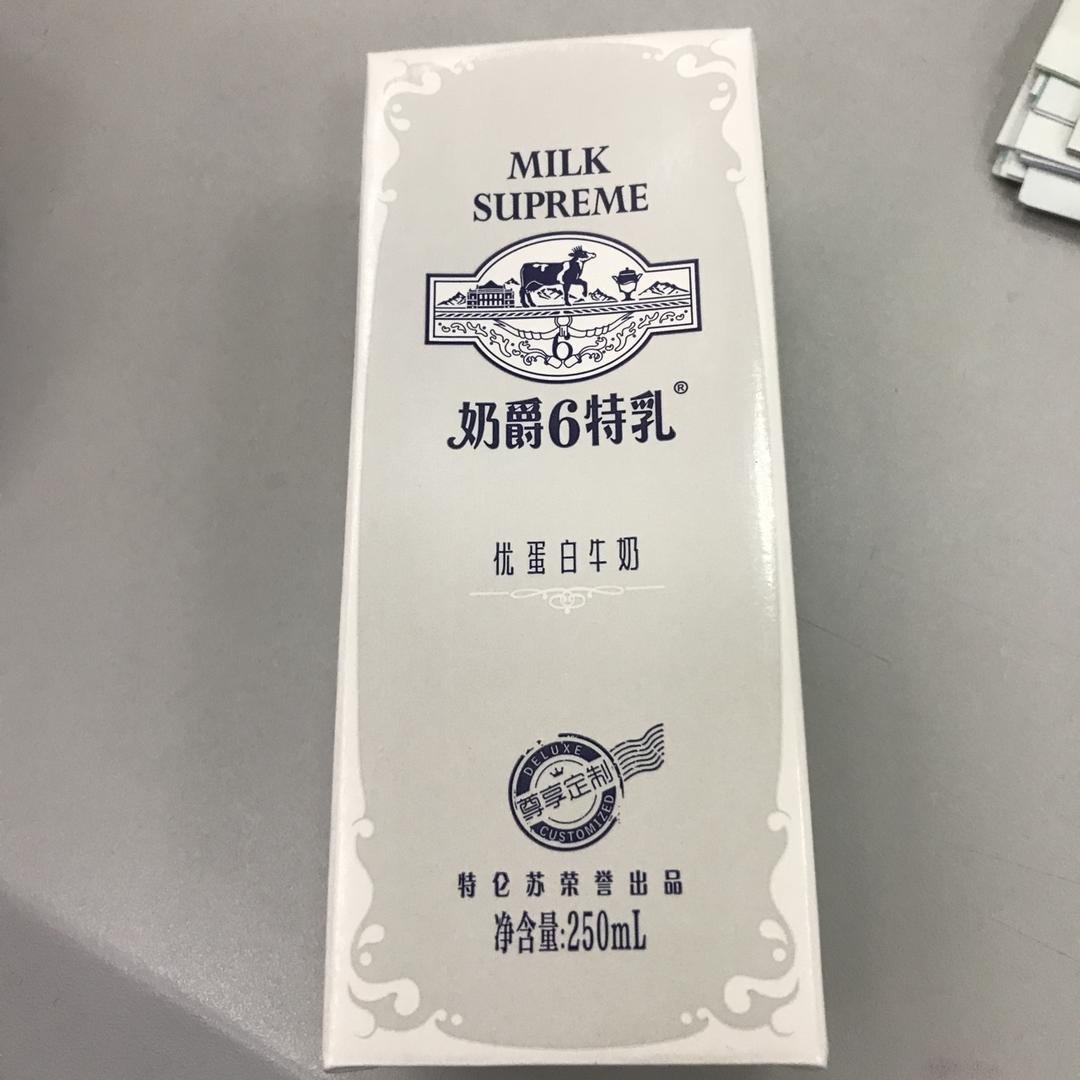 MILK
SUPREME
6
奶爵6特乳®
优蛋白牛奶
DELUXE
尊享定制
CUSTOMIZED
特仑苏荣誉出品
净含量:250mL